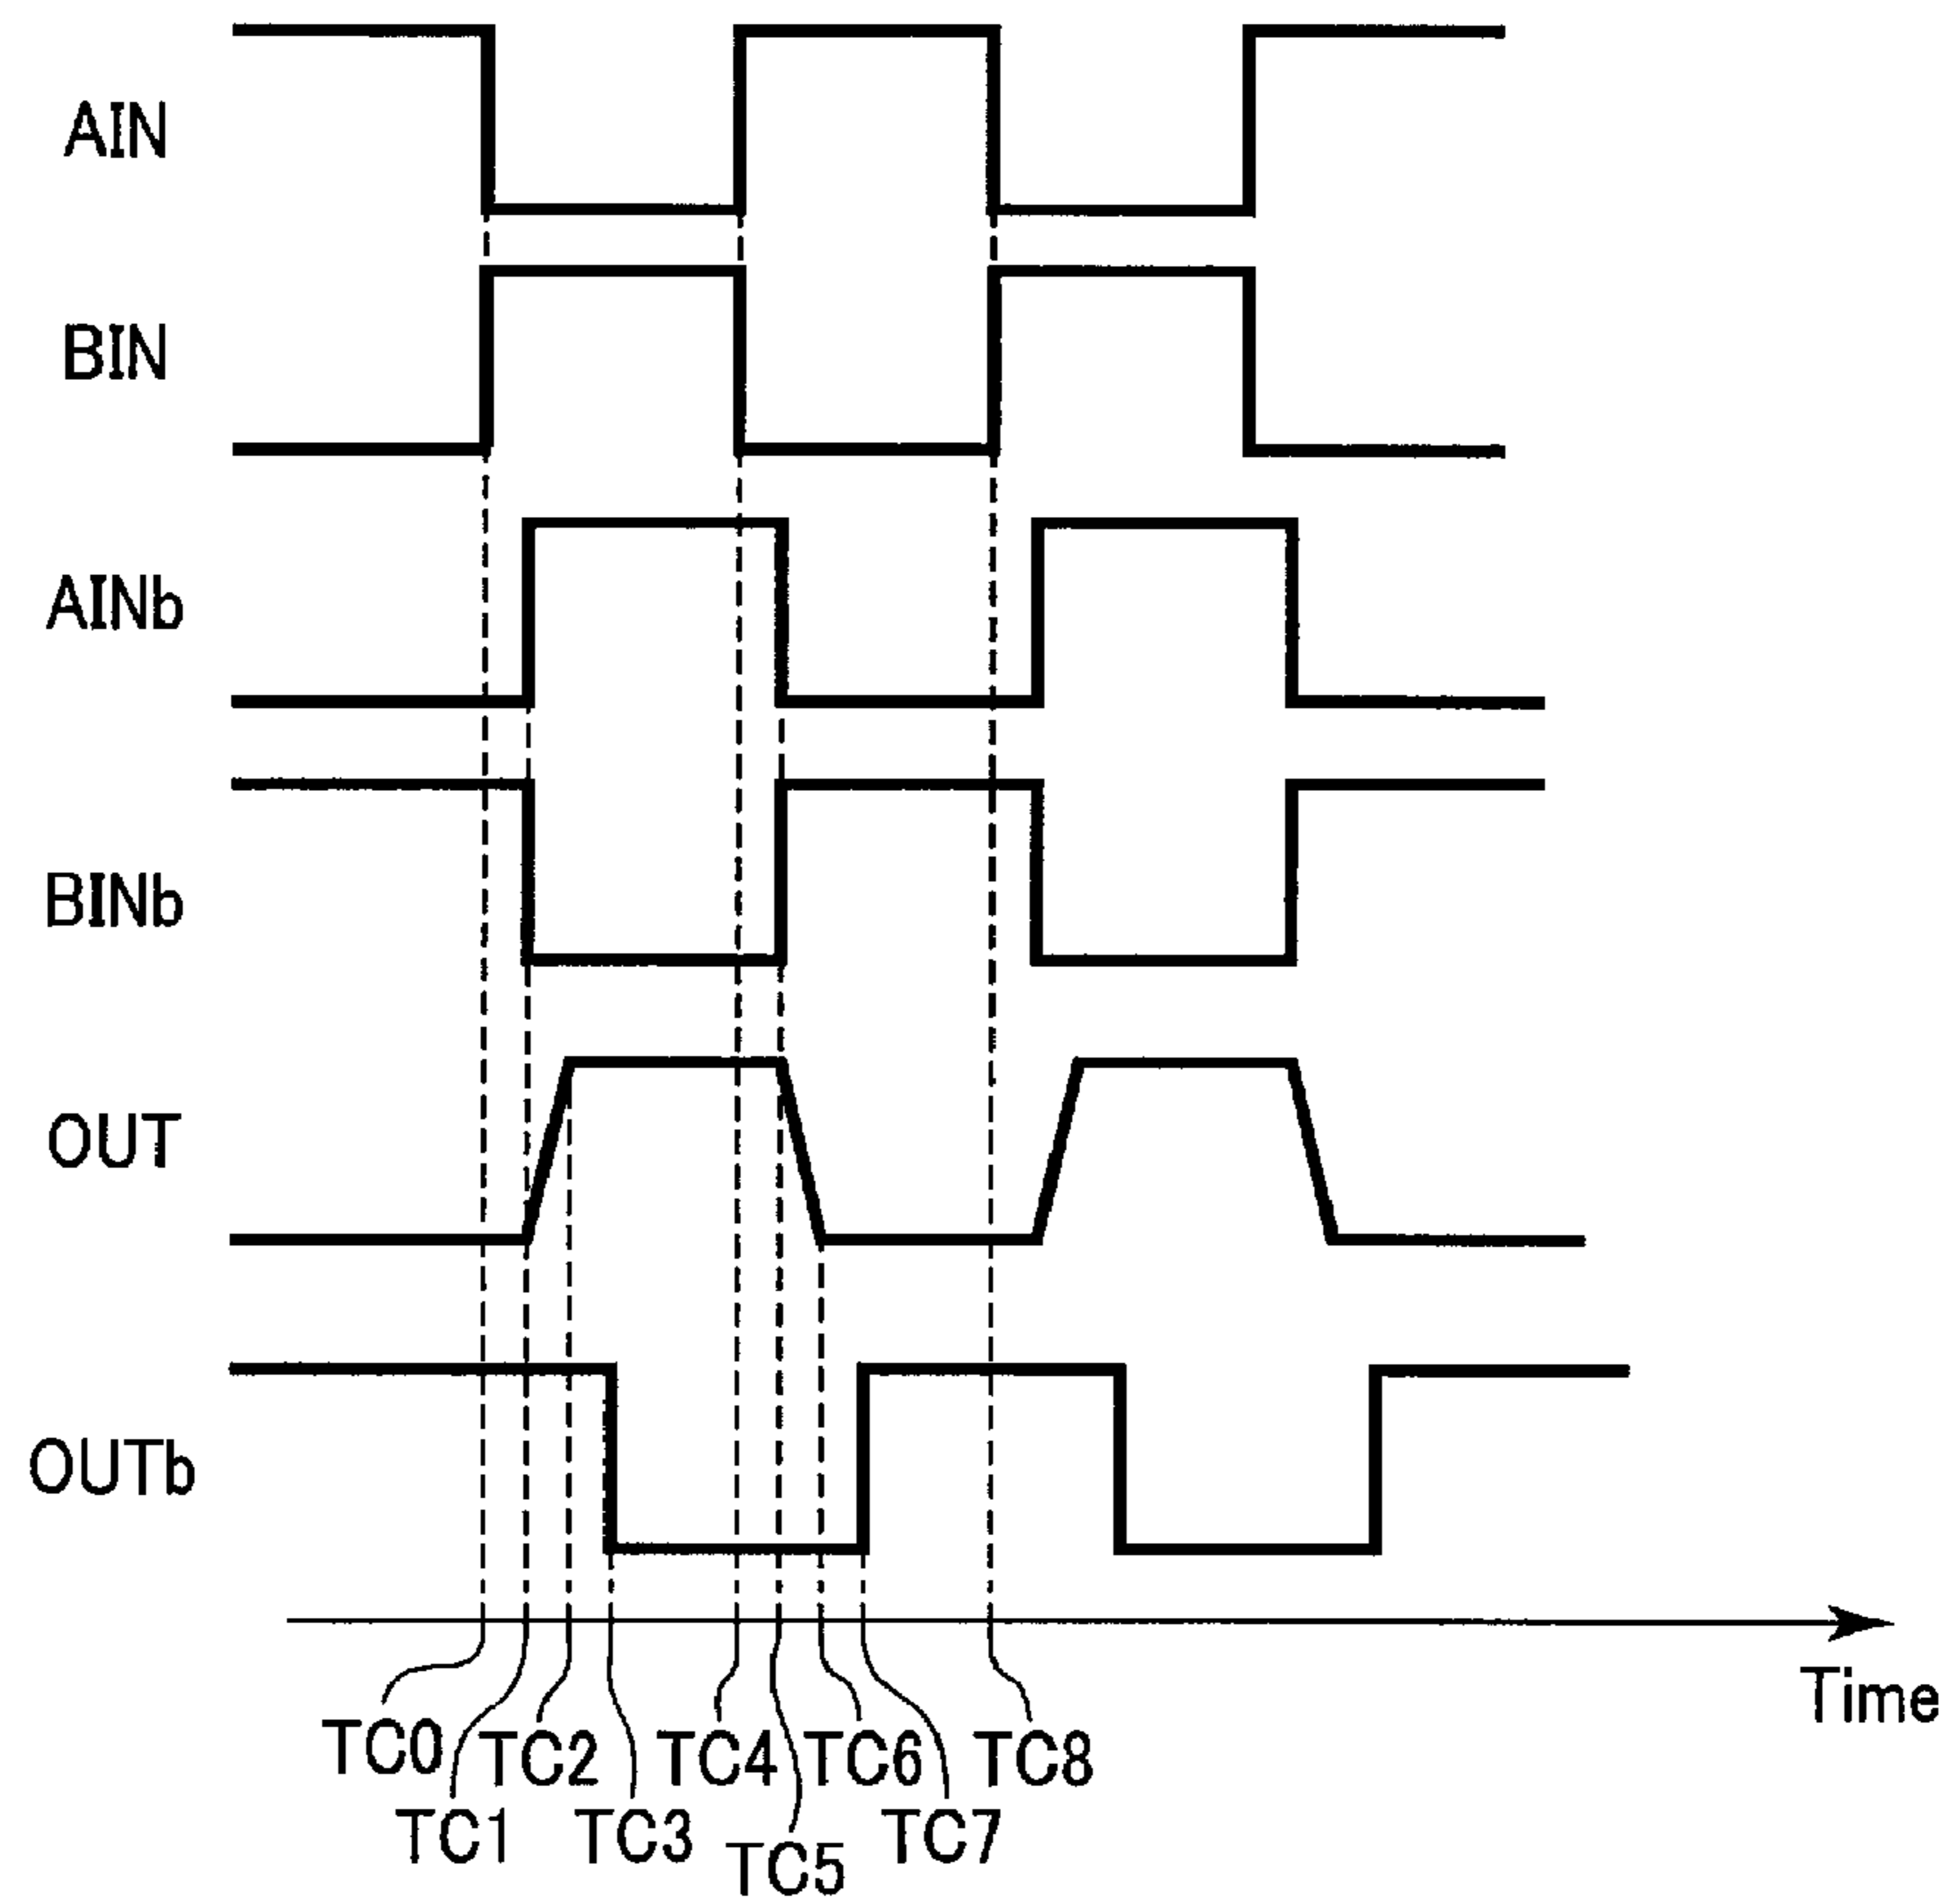 AIN
BIN
AINb
BINb
OUT
OUTb
Time
TC0 TC2 TC4 TC6 TC8
TC1 TC3 TC5 TC7